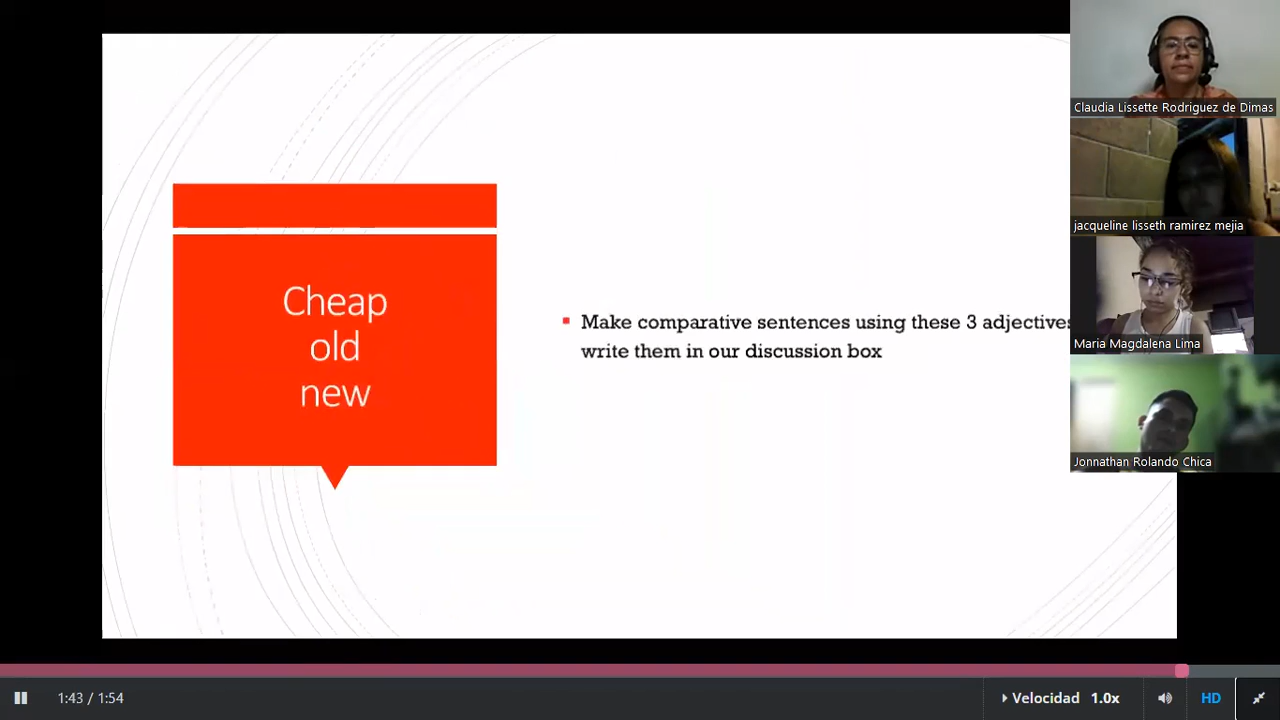 Cheap
old
new
Make comparative sentences using these 3 adjectives
write them in our discussion box
Claudia Lissette Rodriguez de Dimas
jacqueline lisseth ramirez mejia
Maria Magdalena Lima
Jonnathan Rolando Chica
1:43 / 1:54
Velocidad 1.0x
HD